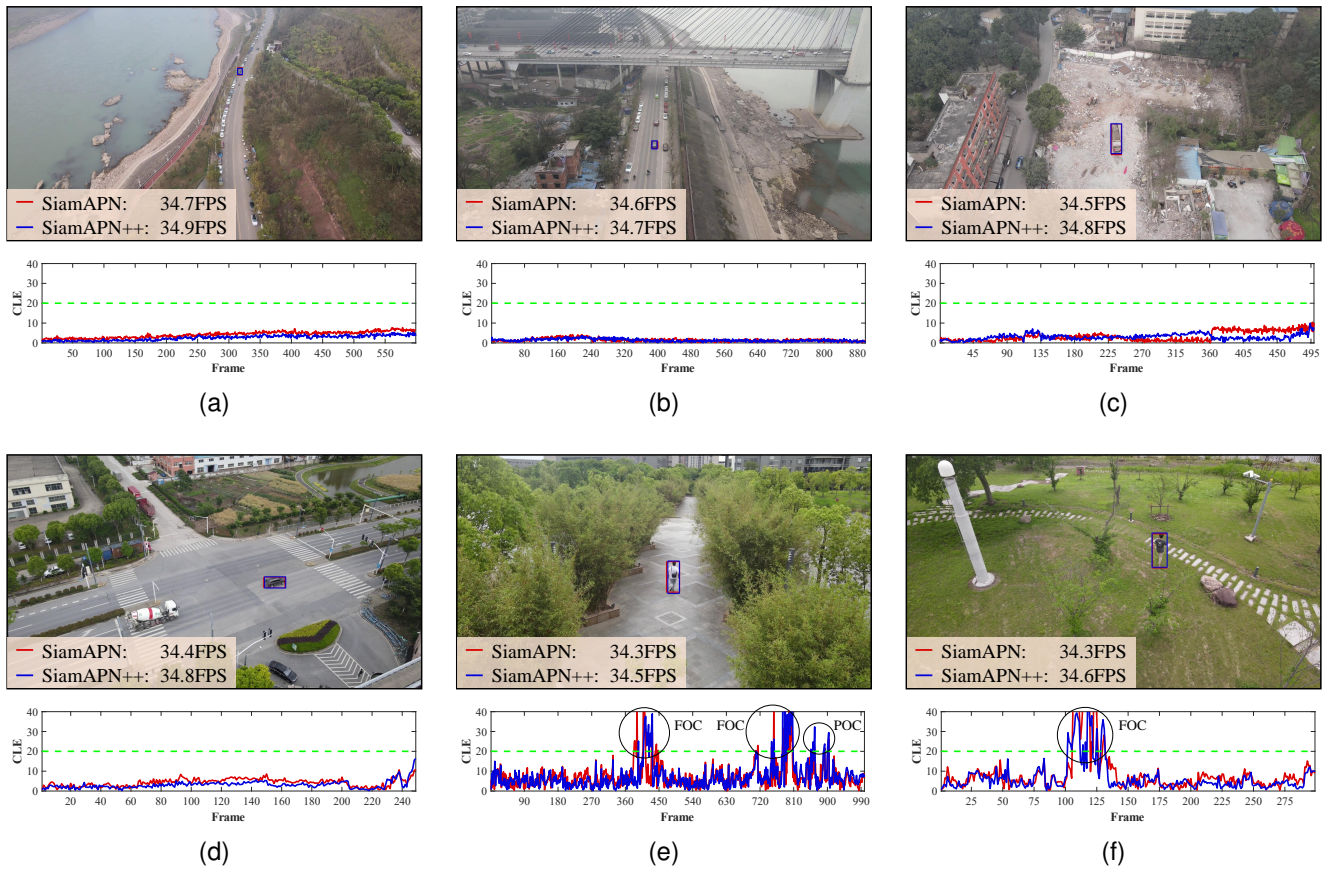 SiamAPN: 34.7FPS
SiamAPN++: 34.9FPS
SiamAPN: 34.6FPS
SiamAPN++: 34.7FPS
SiamAPN: 34.5FPS
SiamAPN++: 34.8FPS
CLE
40
30
20
10
0
50 100 150 200 250 300 350 400 450 500 550
Frame
40
30
20
10
0
80 160 240 320 400 480 560 640 720 800 880
Frame
CLE
40
30
20
10
0
45 90 135 180 225 270 315 360 405 450 495
Frame
(a)
(b)
(c)
SiamAPN: 34.4FPS
SiamAPN++: 34.8FPS
SiamAPN: 34.3FPS
SiamAPN++: 34.5FPS
SiamAPN: 34.3FPS
SiamAPN++: 34.6FPS
CLE
40
30
20
10
0
20 40 60 80 100 120 140 160 180 200 220 240
Frame
CLE
40
30
20
10
0
FOC
FOC
POC
90 180 270 360 450 540 630 720 810 900 990
Frame
CLE
40
30
20
10
0
FOC
25 50 75 100 125 150 175 200 225 250 275
Frame
(d)
(e)
(f)